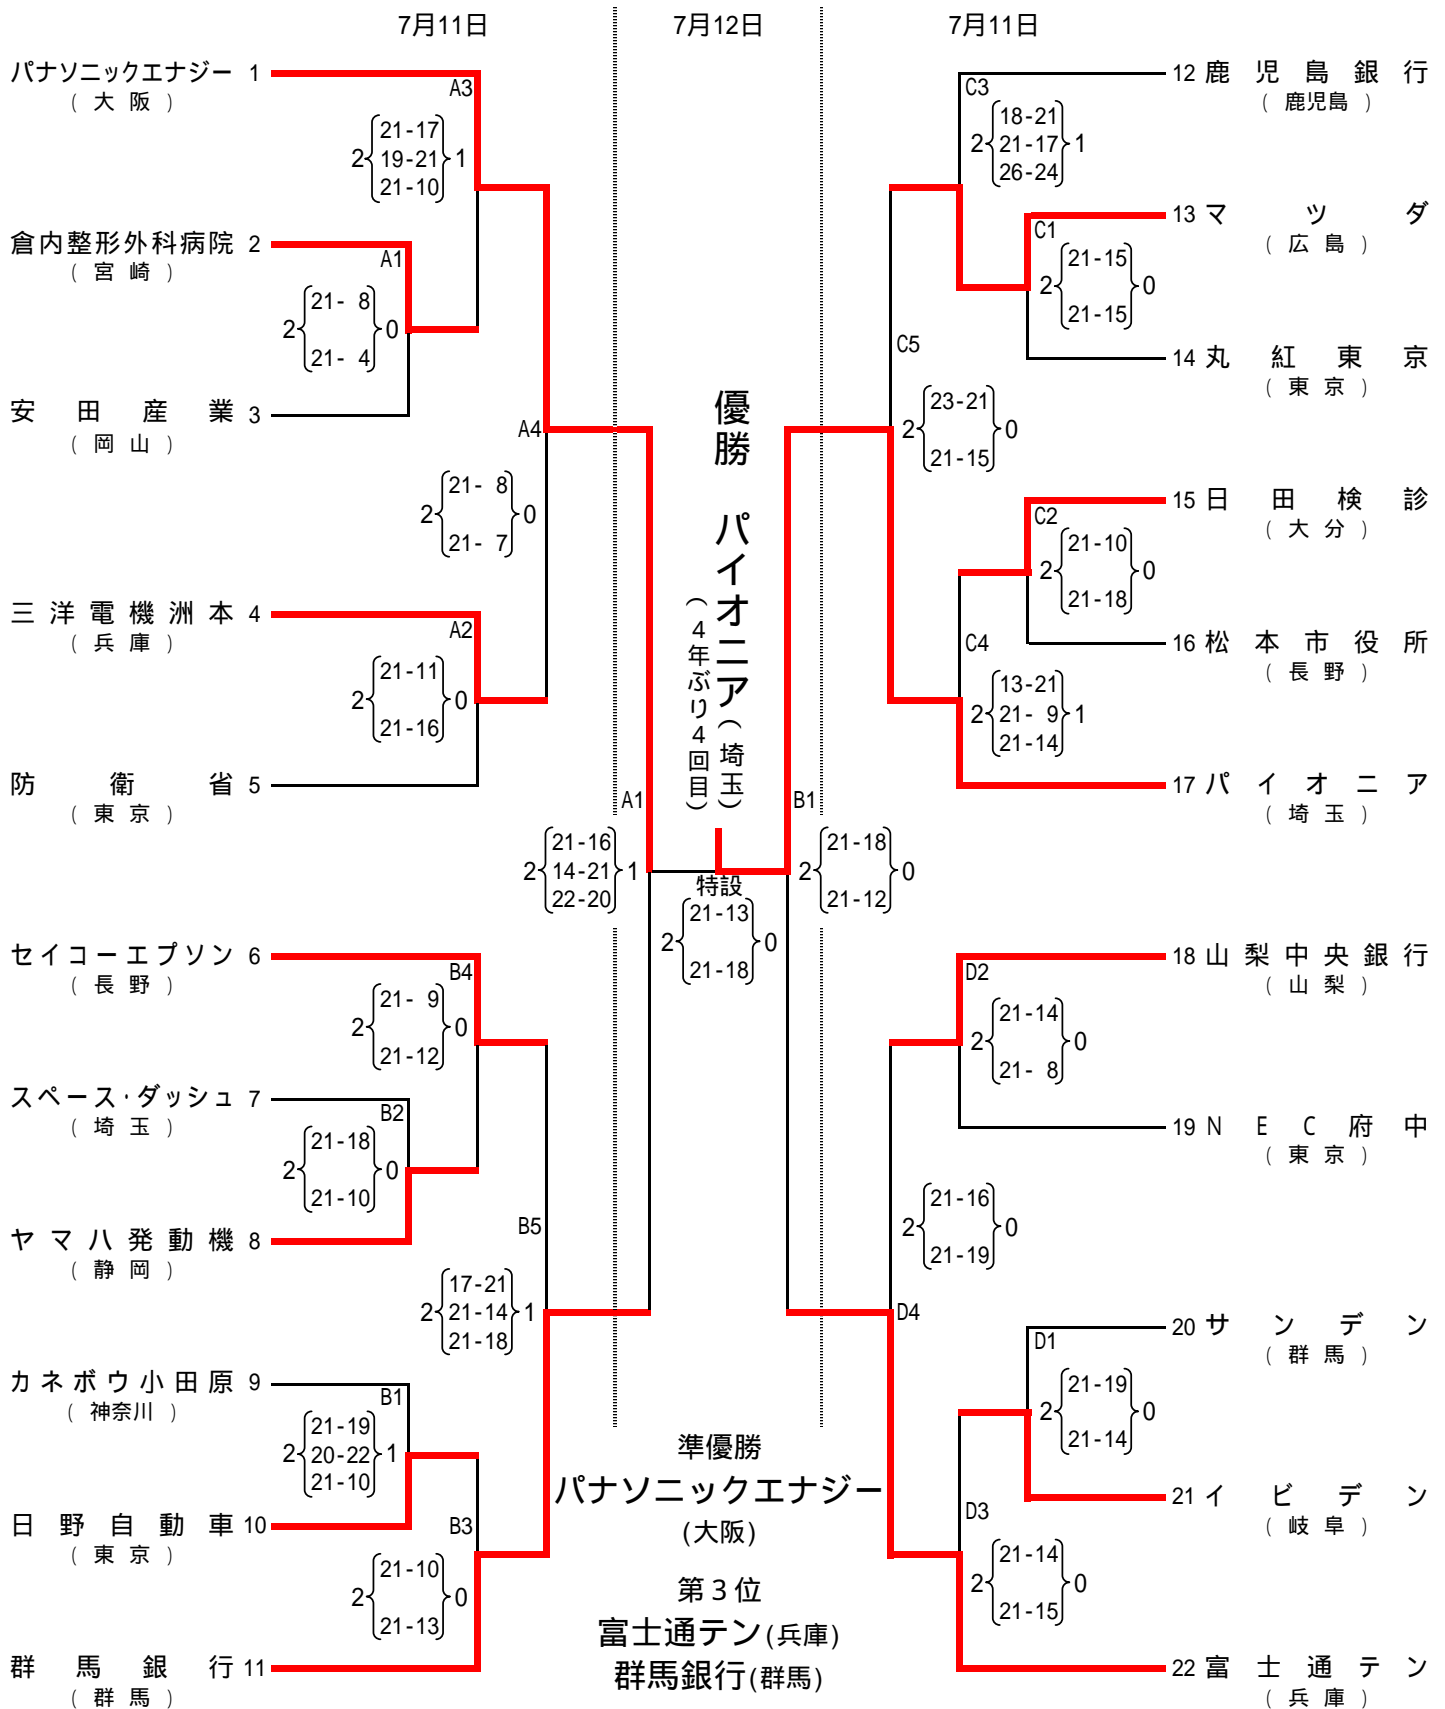 7月11日
7月12日
7月11日
パナソニックエナジー 1
( 大 阪 )
A3
21-17
2 19-21 1
21-10
倉内整形外科病院 2
( 宮 崎 )
A1
21- 8
2 0
21- 4
安田産業 3
( 岡 山 )
A4
21- 8
2 0
21- 7
三洋電機洲本 4
( 兵 庫 )
A2
21-11
2 0
21-16
防衛省 5
( 東 京 )
A1
21-16
2 14-21 1
22-20
セイコーエプソン 6
( 長 野 )
B4
21- 9
2 0
21-12
スペース・ダッシュ 7
( 埼 玉 )
B2
21-18
2 0
21-10
ヤマハ発動機 8
( 静 岡 )
B5
17-21
2 21-14 1
21-18
カネボウ小田原 9
( 神奈川 )
B1
21-19
2 20-22 1
21-10
日野自動車 10
( 東 京 )
B3
21-10
2 0
21-13
群馬銀行 11
( 群 馬 )
優勝 パイオニア(埼玉)
(4年ぶり4回目)
特設
21-13
2 0
21-18
準優勝
パナソニックエナジー
(大阪)
第3位
富士通テン(兵庫)
群馬銀行(群馬)
12 鹿児島銀行
( 鹿児島 )
C3
18-21
2 21-17 1
26-24
13 マツダ
( 広 島 )
C1
21-15
2 0
21-15
14 丸紅東京
( 東 京 )
C5
23-21
2 0
21-15
15 日田検診
( 大 分 )
C2
21-10
2 0
21-18
16 松本市役所
( 長 野 )
C4
13-21
2 21- 9 1
21-14
17 パイオニア
( 埼 玉 )
B1
21-18
2 0
21-12
18 山梨中央銀行
( 山 梨 )
D2
21-14
2 0
21- 8
19 NEC府中
( 東 京 )
21-16
2 0
21-19
D4
20 サンデン
( 群 馬 )
D1
21-19
2 0
21-14
21 イビデン
( 岐 阜 )
D3
21-14
2 0
21-15
22 富士通テン
( 兵 庫 )